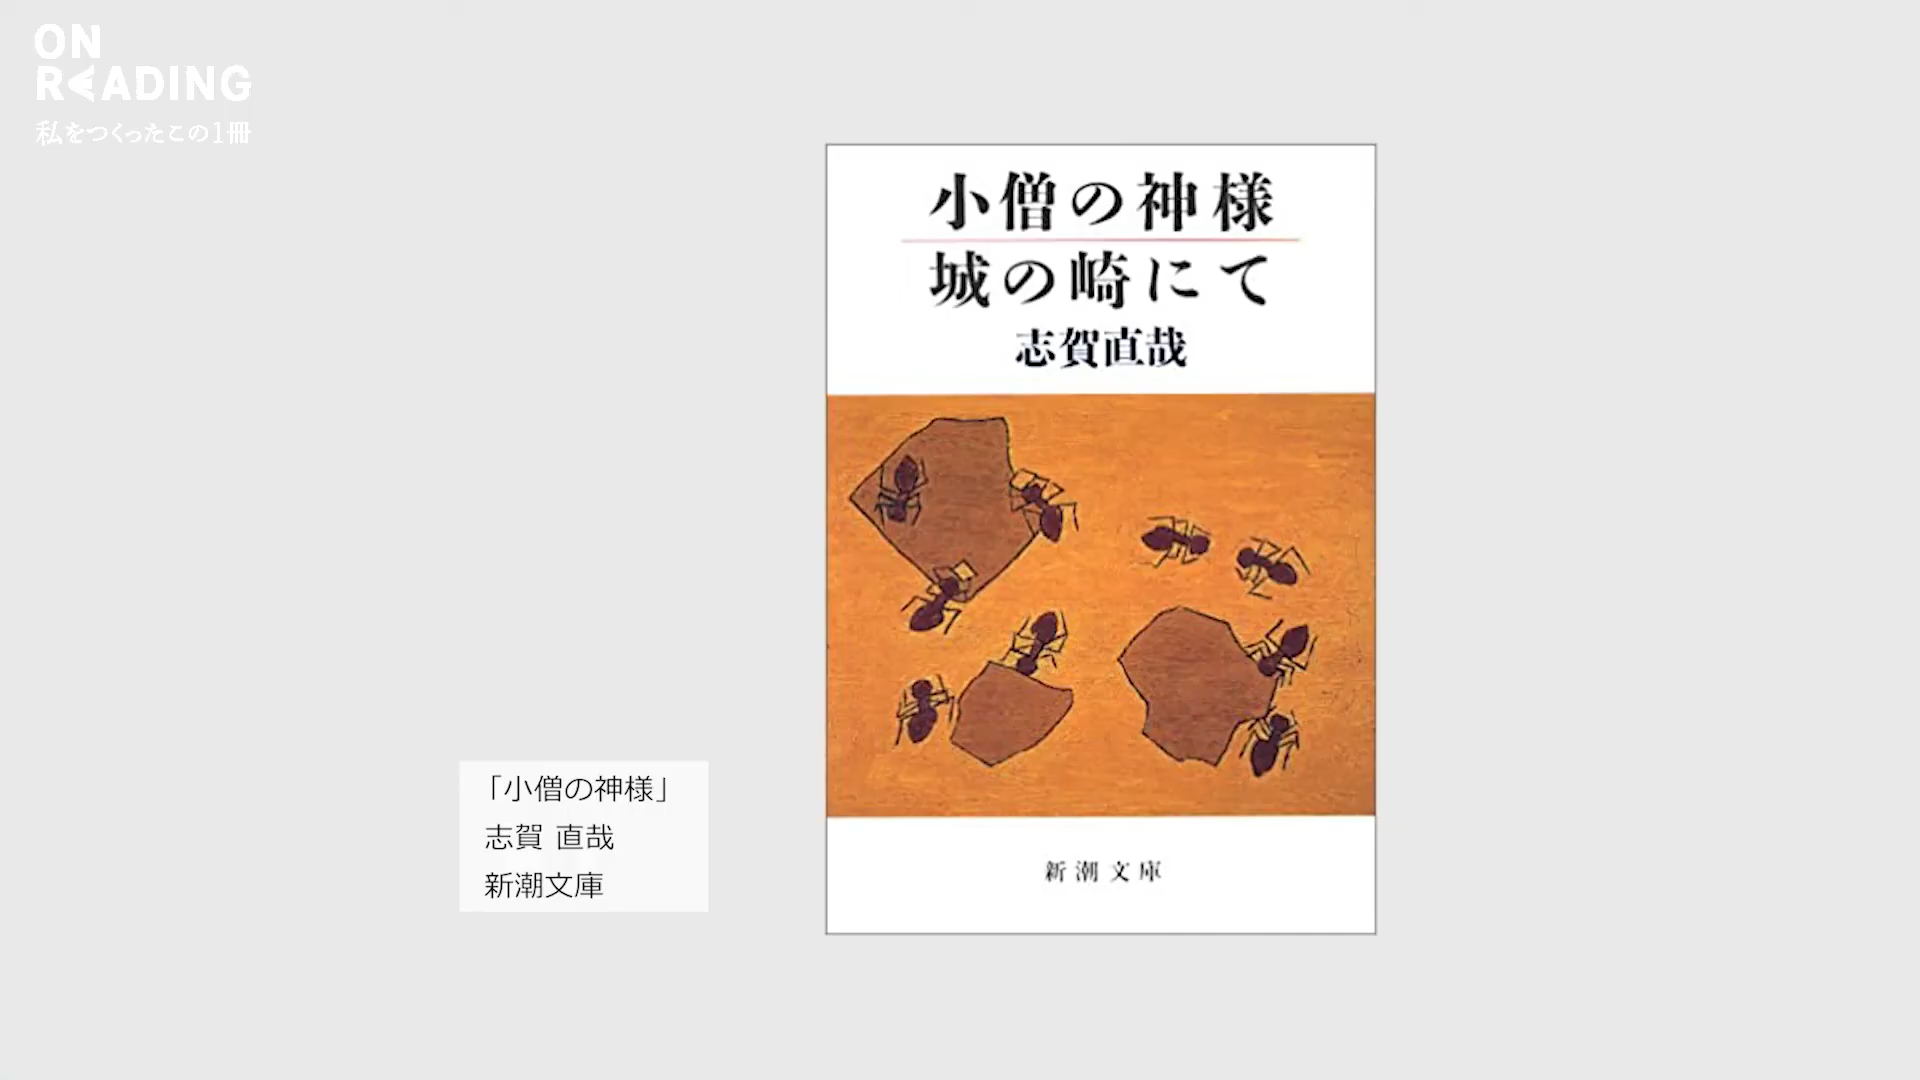 ON
READING
私をつくったこの1冊
小僧の神様
城の崎にて
志賀直哉
新潮文庫
「小僧の神様」
志賀 直哉
新潮文庫